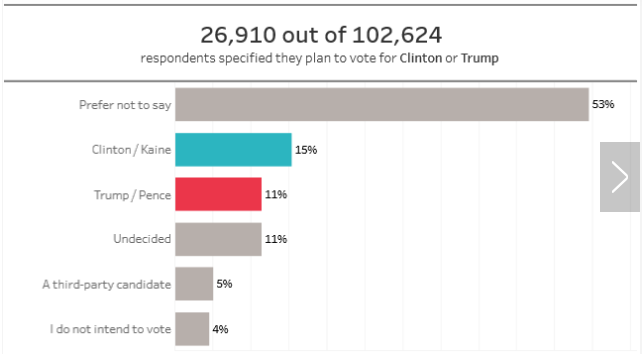 26,910 out of 102,624
respondents specified they plan to vote for Clinton or Trump
Prefer not to say 53%
Clinton / Kaine 15%
Trump / Pence 11%
Undecided 11%
A third-party candidate 5%
I do not intend to vote 4%